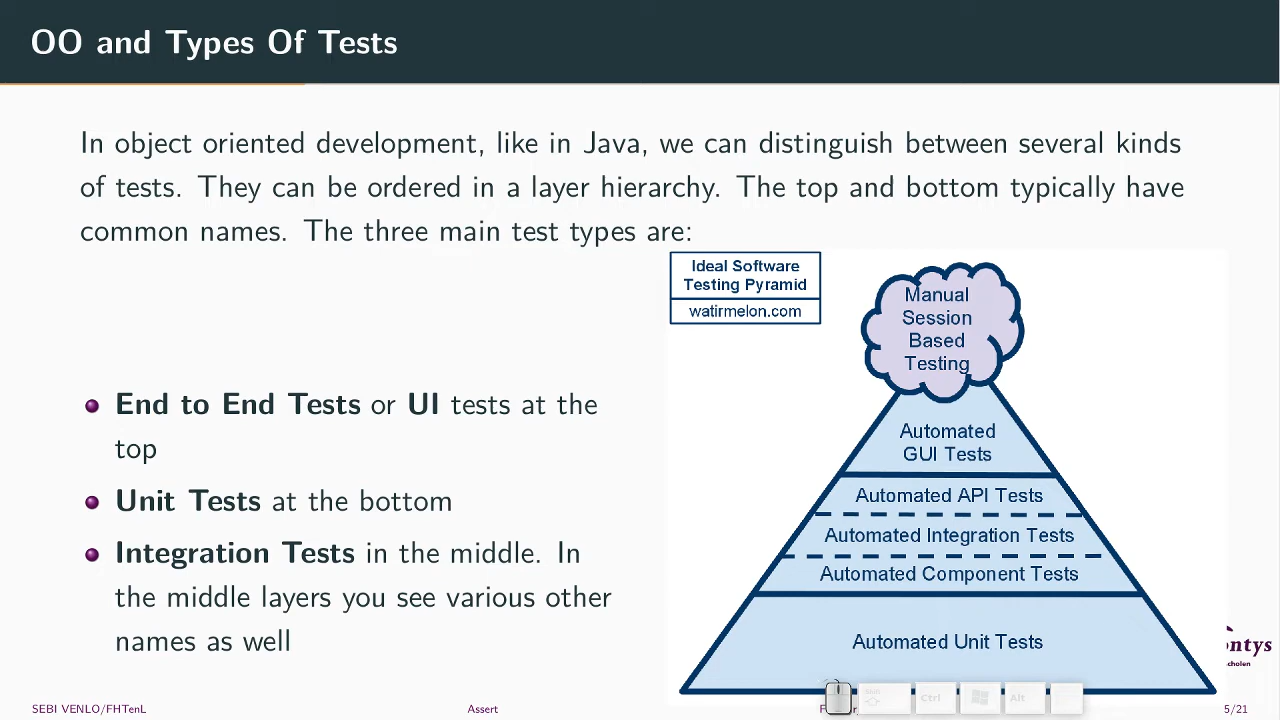 OO and Types Of Tests
In object oriented development, like in Java, we can distinguish between several kinds
of tests. They can be ordered in a layer hierarchy. The top and bottom typically have
common names. The three main test types are:
Ideal Software
Testing Pyramid
watirmelon.com
Manual
Session
Based
Testing
End to End Tests or UI tests at the
top
Unit Tests at the bottom
Integration Tests in the middle. In
the middle layers you see various other
names as well
Automated
GUI Tests
Automated API Tests
Automated Integration Tests
Automated Component Tests
Automated Unit Tests
ntys
scholen
Ctrl
Alt
SEBI VENLO/FHTenL
Assert
5/21